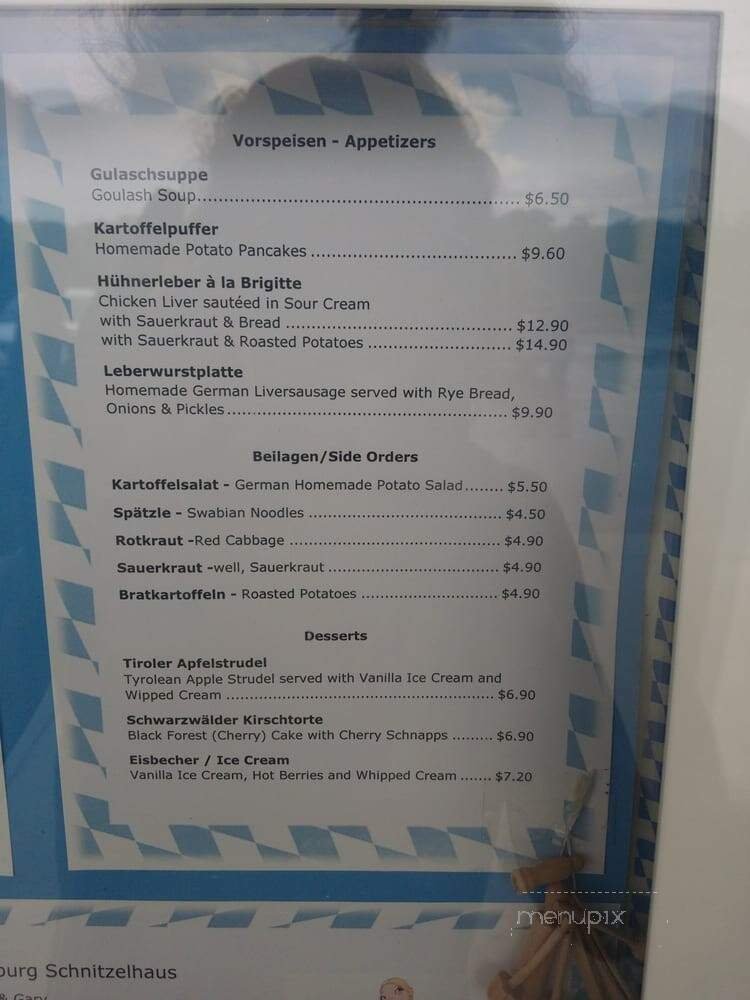 Vorspeisen - Appetizers
Gulaschsuppe
Goulash Soup.............................................................. $6.50
Kartoffelpuffer
Homemade Potato Pancakes ....................................... $9.60
Hühnerleber à la Brigitte
Chicken Liver sautéed in Sour Cream
with Sauerkraut & Bread ........................................... $12.90
with Sauerkraut & Roasted Potatoes ........................... $14.90
Leberwurstplatte
Homemade German Liversausage served with Rye Bread,
Onions & Pickles...................................................... $9.90
Beilagen/Side Orders
Kartoffelsalat - German Homemade Potato Salad........ $5.50
Spätzle - Swabian Noodles ...................................... $4.50
Rotkraut -Red Cabbage ......................................... $4.90
Sauerkraut -well, Sauerkraut .................................. $4.90
Bratkartoffeln - Roasted Potatoes ........................... $4.90
Desserts
Tiroler Apfelstrudel
Tyrolean Apple Strudel served with Vanilla Ice Cream and
Wipped Cream ...................................................... $6.90
Schwarzwälder Kirschtorte
Black Forest (Cherry) Cake with Cherry Schnapps ......... $6.90
Eisbecher / Ice Cream
Vanilla Ice Cream, Hot Berries and Whipped Cream ....... $7.20
menupix
burg Schnitzelhaus
& Gary